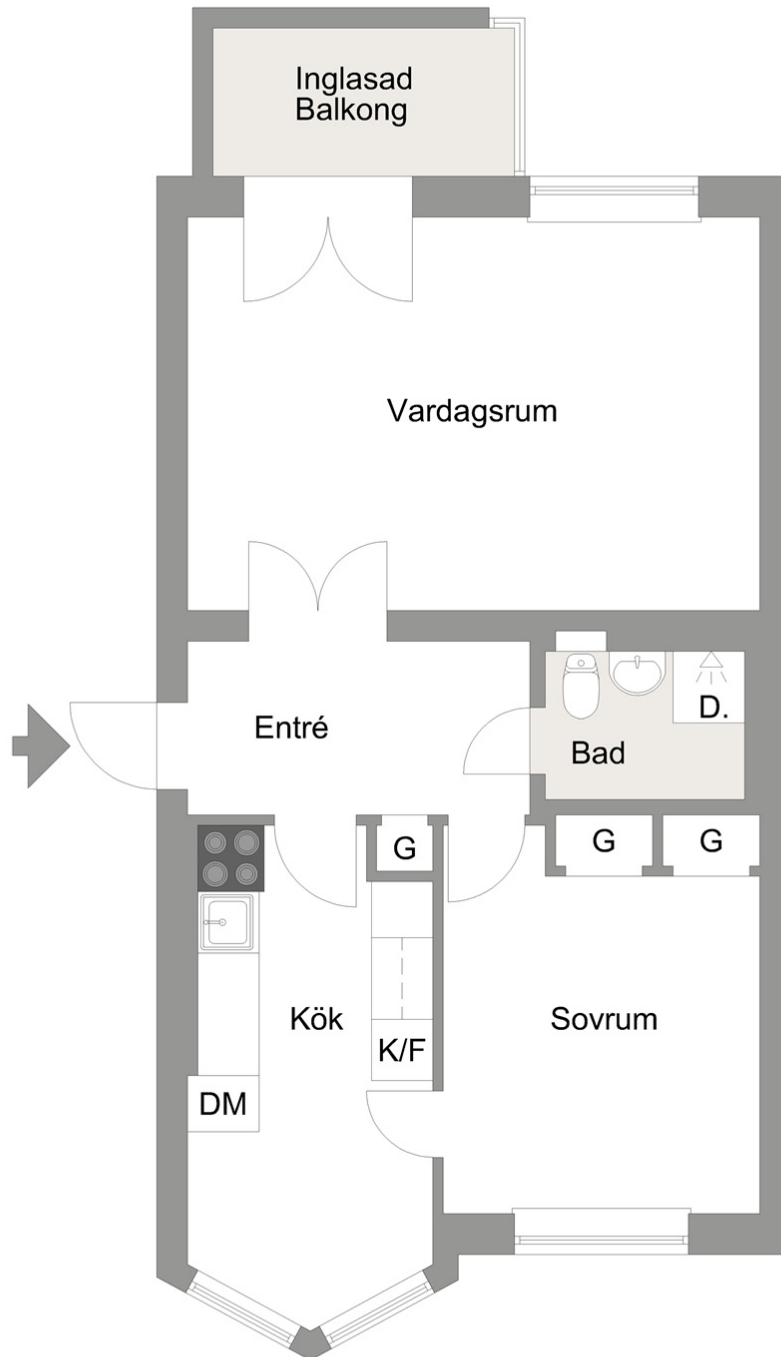 Inglasad
Balkong
Vardagsrum
Entré
D.
Bad
G
G
G
Kök
Sovrum
K/F
DM